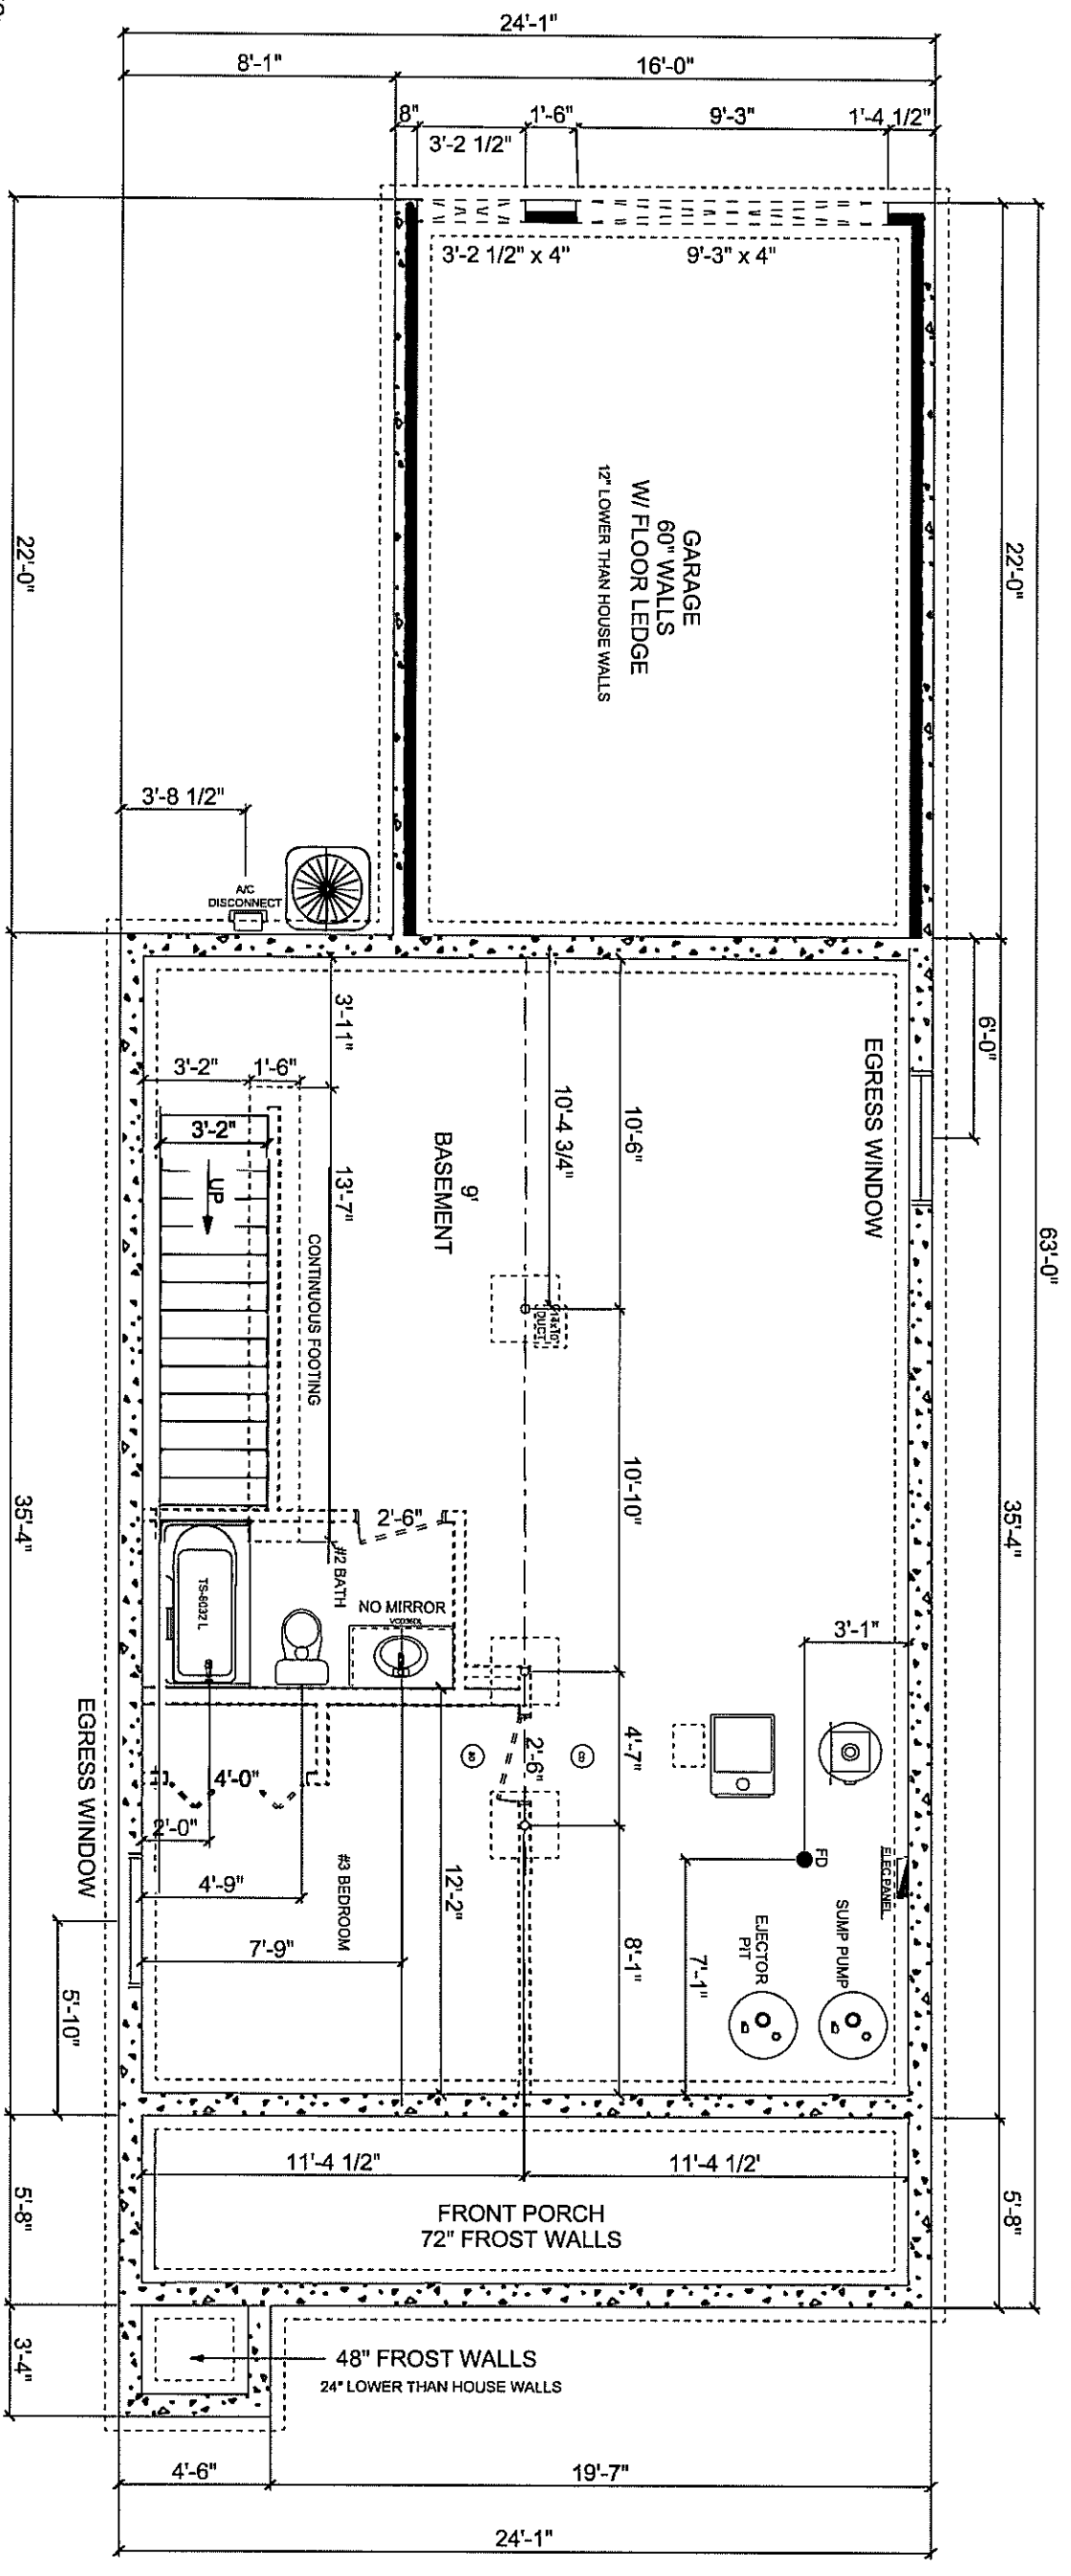 24'-1"
8'-1"
16'-0"
8"
1'-6"
9'-3"
1'-4 1/2"
3'-2 1/2"
3'-2 1/2" x 4"
9'-3" x 4"
GARAGE
60" WALLS
W/ FLOOR LEDGE
12" LOWER THAN HOUSE WALLS
22'-0"
22'-0"
63'-0"
3'-8 1/2"
A/C
DISCONNECT
6'-0"
EGRESS WINDOW
3'-11"
3'-2"
1'-6"
3'-2"
UP
13'-7"
CONTINUOUS FOOTING
BASEMENT
9'
10'-4 3/4"
10'-6"
DUCT
10'-10"
35'-4"
35'-4"
2'-6"
#2 BATH
TS-6032 L
NO MIRROR
3'-1"
4'-7"
2'-6"
4'-0"
2'-0"
4'-9"
7'-9"
#3 BEDROOM
12'-2"
8'-1"
7'-1"
FD
ELEC PANEL
SUMP PUMP
EJECTOR
PIT
EGRESS WINDOW
5'-10"
11'-4 1/2"
11'-4 1/2'
FRONT PORCH
72" FROST WALLS
5'-8"
5'-8"
3'-4"
48" FROST WALLS
24" LOWER THAN HOUSE WALLS
4'-6"
19'-7"
24'-1"